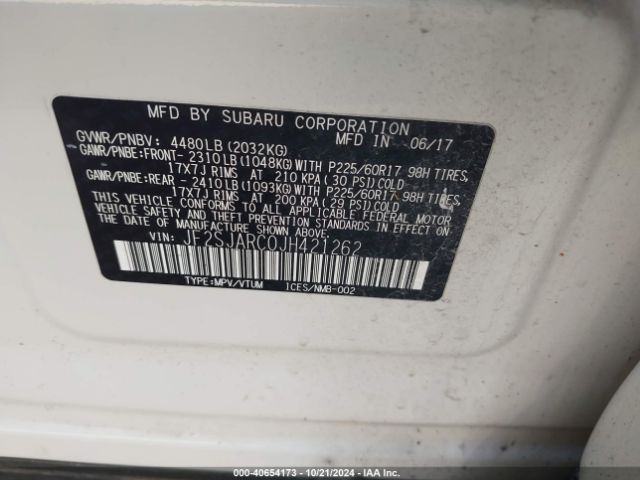 MFD BY SUBARU CORPORATION
GVWR/PNBV: 4480LB (2032KG) MFD IN 06/17
GAWR/PNBE:FRONT- 2310LB (1048KG) WITH P225/60R17 98H TIRES,
17X7J RIMS AT 210 KPA (30 PSI) COLD
GAWR/PNBE:REAR - 2410LB (1093KG) WITH P225/60R17 98H TIRES,
17X7J RIMS AT 200 KPA (29 PSI) COLD
THIS VEHICLE CONFORMS TO ALL APPLICABLE FEDERAL MOTOR
VEHICLE SAFETY AND THEFT PREVENTION STANDARDS IN EFFECT ON
THE DATE OF MANUFACTURE SHOWN ABOVE.
VIN: JF2SJARC0JH421262
TYPE:MPV/VTUM ICES/NMB-002
000-40654173 - 10/21/2024 - IAA Inc.